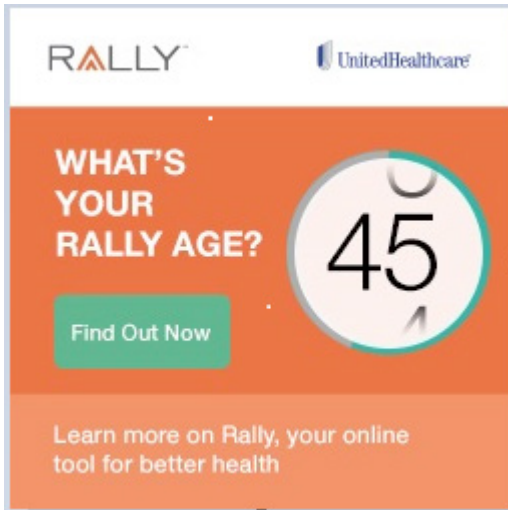 RALLY™
UnitedHealthcare®
WHAT'S
YOUR
RALLY AGE?
45
Find Out Now
Learn more on Rally, your online
tool for better health